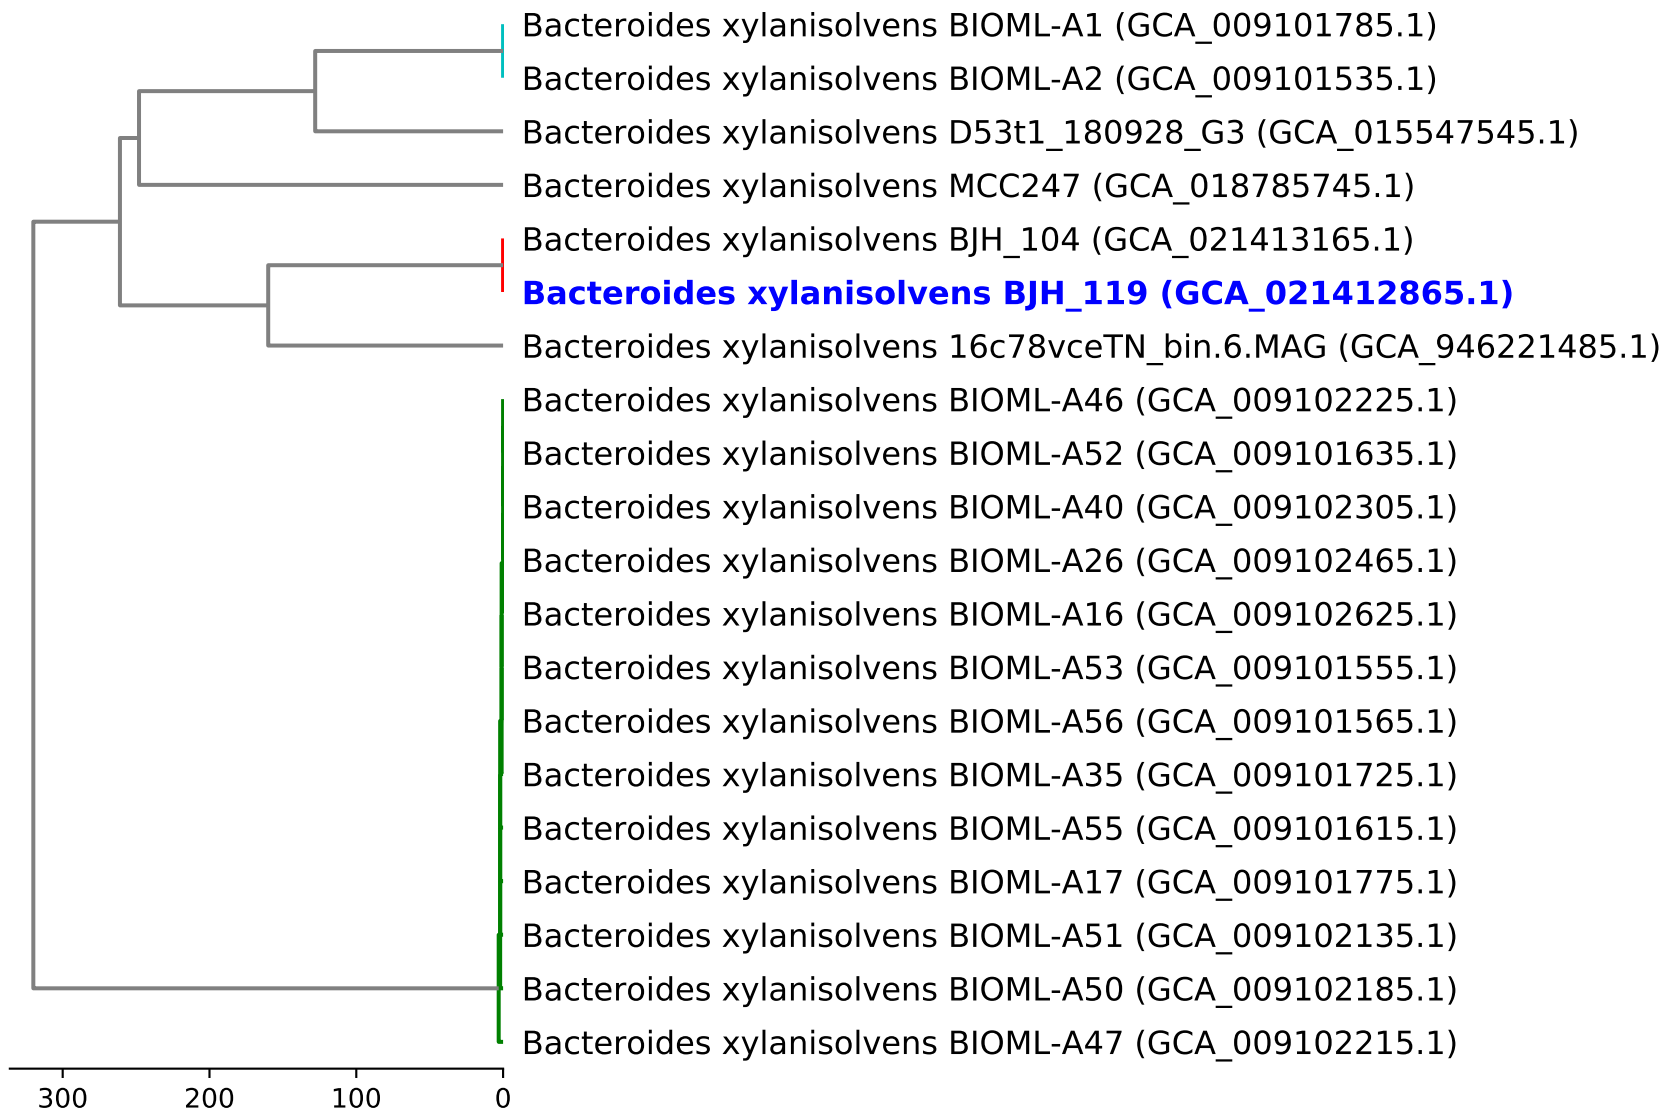 Bacteroides xylanisolvens BIOML-A1 (GCA_009101785.1)
Bacteroides xylanisolvens BIOML-A2 (GCA_009101535.1)
Bacteroides xylanisolvens D53t1_180928_G3 (GCA_015547545.1)
Bacteroides xylanisolvens MCC247 (GCA_018785745.1)
Bacteroides xylanisolvens BJH_104 (GCA_021413165.1)
Bacteroides xylanisolvens BJH_119 (GCA_021412865.1)
Bacteroides xylanisolvens 16c78vceTN_bin.6.MAG (GCA_946221485.1)
Bacteroides xylanisolvens BIOML-A46 (GCA_009102225.1)
Bacteroides xylanisolvens BIOML-A52 (GCA_009101635.1)
Bacteroides xylanisolvens BIOML-A40 (GCA_009102305.1)
Bacteroides xylanisolvens BIOML-A26 (GCA_009102465.1)
Bacteroides xylanisolvens BIOML-A16 (GCA_009102625.1)
Bacteroides xylanisolvens BIOML-A53 (GCA_009101555.1)
Bacteroides xylanisolvens BIOML-A56 (GCA_009101565.1)
Bacteroides xylanisolvens BIOML-A35 (GCA_009101725.1)
Bacteroides xylanisolvens BIOML-A55 (GCA_009101615.1)
Bacteroides xylanisolvens BIOML-A17 (GCA_009101775.1)
Bacteroides xylanisolvens BIOML-A51 (GCA_009102135.1)
Bacteroides xylanisolvens BIOML-A50 (GCA_009102185.1)
Bacteroides xylanisolvens BIOML-A47 (GCA_009102215.1)
300 200 100 0